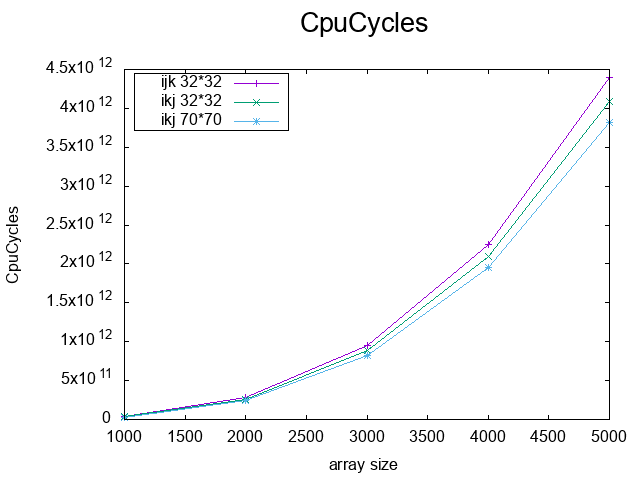 CpuCycles
4.5x10 12
4x10 12
3.5x10 12
3x10 12
2.5x10 12
2x10 12
1.5x10 12
1x10 12
5x10 11
0
CpuCycles
ijk 32*32
ikj 32*32
ikj 70*70
1000 1500 2000 2500 3000 3500 4000 4500 5000
array size